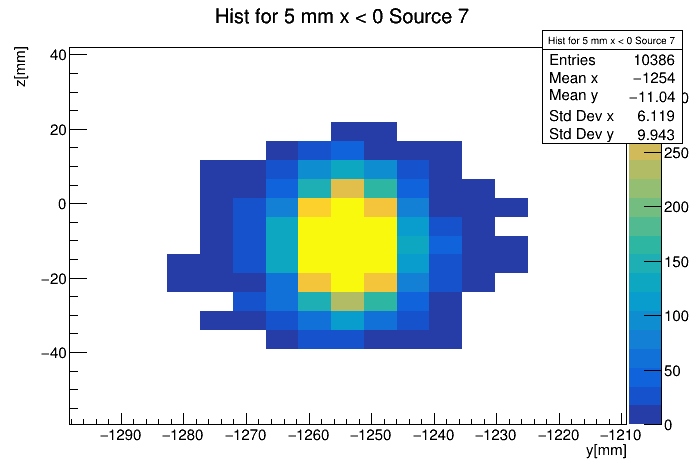 Hist for 5 mm x < 0 Source 7
z[mm]
40
20
0
−20
−40
−1290 −1280 −1270 −1260 −1250 −1240 −1230 −1220 −1210
y[mm]
Hist for 5 mm x < 0 Source 7
Entries 10386
Mean x −1254
Mean y −11.04
Std Dev x 6.119
Std Dev y 9.943
250
200
150
100
50
0